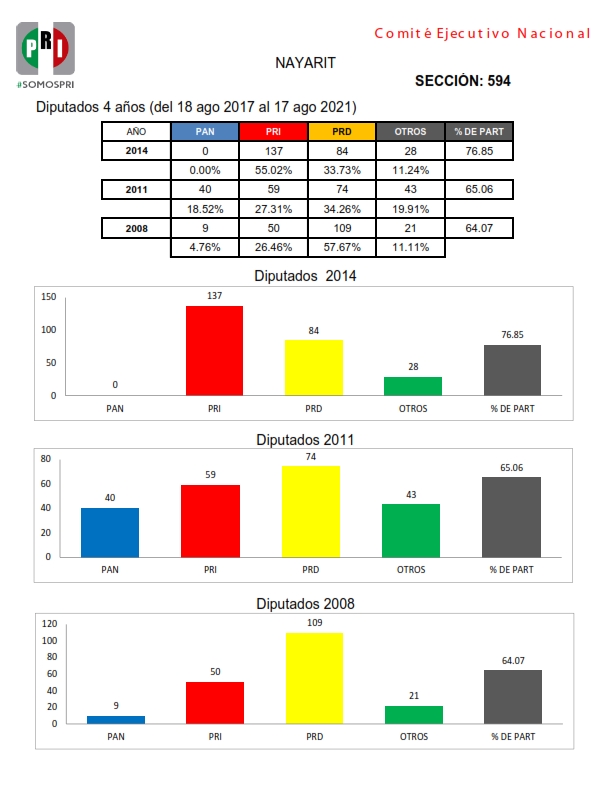 PRI
#SOMOSPRI
Comité Ejecutivo Nacional
NAYARIT
SECCIÓN: 594
Diputados 4 años (del 18 ago 2017 al 17 ago 2021)
AÑO PAN PRI PRD OTROS % DE PART
2014 0 137 84 28 76.85
0.00% 55.02% 33.73% 11.24%
2011 40 59 74 43 65.06
18.52% 27.31% 34.26% 19.91%
2008 9 50 109 21 64.07
4.76% 26.46% 57.67% 11.11%
Diputados 2014
150
100
50
0
0 137 84 28 76.85
PAN PRI PRD OTROS % DE PART
Diputados 2011
80
60
40
20
0
40 59 74 43 65.06
PAN PRI PRD OTROS % DE PART
Diputados 2008
120
100
80
60
40
20
0
9 50 109 21 64.07
PAN PRI PRD OTROS % DE PART